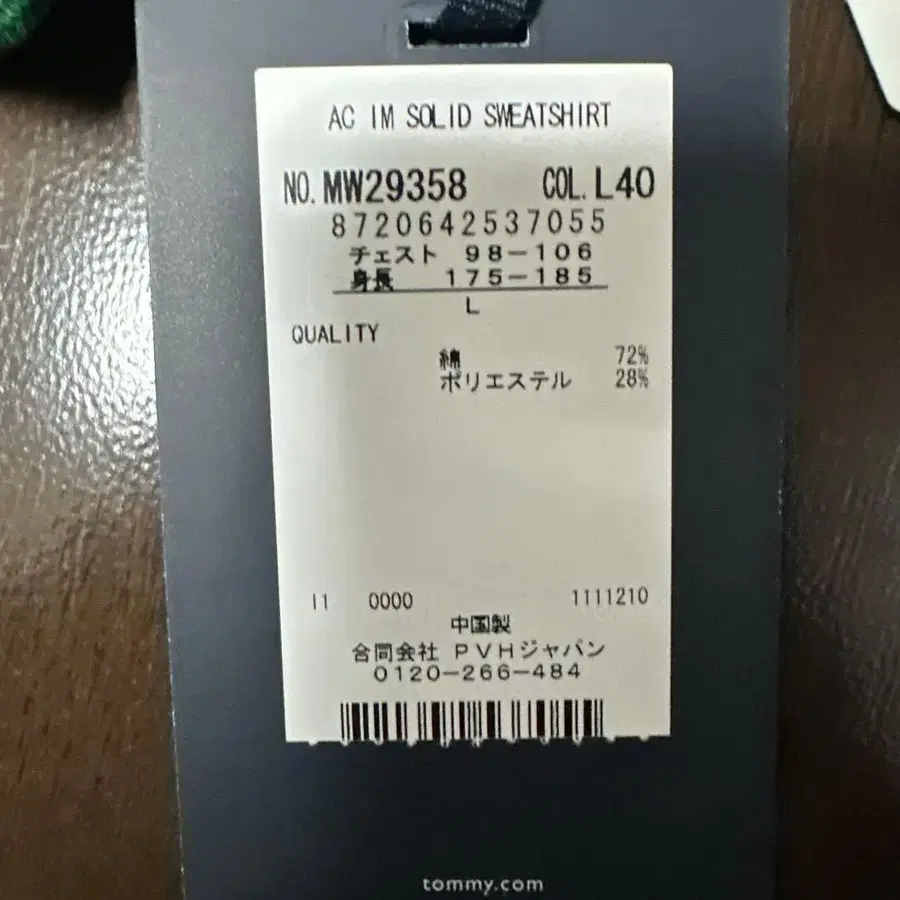 AC IM SOLID SWEATSHIRT
NO. MW29358 COL. L40
8720642537055
チェスト 98-106
身長 175-185
L
QUALITY
綿 72%
ポリエステル 28%
11 0000 1111210
中国製
合同会社 PVHジャパン
0120-266-484
tommy.com